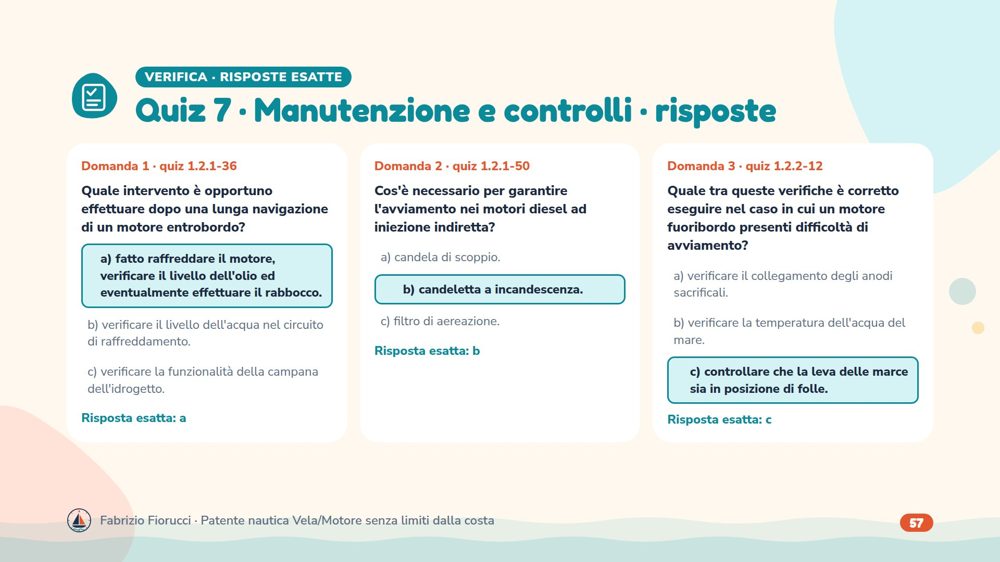 VERIFICA · RISPOSTE ESATTE
Quiz 7 · Manutenzione e controlli · risposte
Domanda 1 · quiz 1.2.1-36
Quale intervento è opportuno
effettuare dopo una lunga navigazione
di un motore entrobordo?
a) fatto raffreddare il motore,
verificare il livello dell'olio ed
eventualmente effettuare il rabbocco.
b) verificare il livello dell'acqua nel circuito
di raffreddamento.
c) verificare la funzionalità della campana
dell'idrogetto.
Risposta esatta: a
Domanda 2 · quiz 1.2.1-50
Cos'è necessario per garantire
l'avviamento nei motori diesel ad
iniezione indiretta?
a) candela di scoppio.
b) candeletta a incandescenza.
c) filtro di aereazione.
Risposta esatta: b
Domanda 3 · quiz 1.2.2-12
Quale tra queste verifiche è corretto
eseguire nel caso in cui un motore
fuoribordo presenti difficoltà di
avviamento?
a) verificare il collegamento degli anodi
sacrificali.
b) verificare la temperatura dell'acqua del
mare.
c) controllare che la leva delle marce
sia in posizione di folle.
Risposta esatta: c
Fabrizio Fiorucci · Patente nautica Vela/Motore senza limiti dalla costa
57